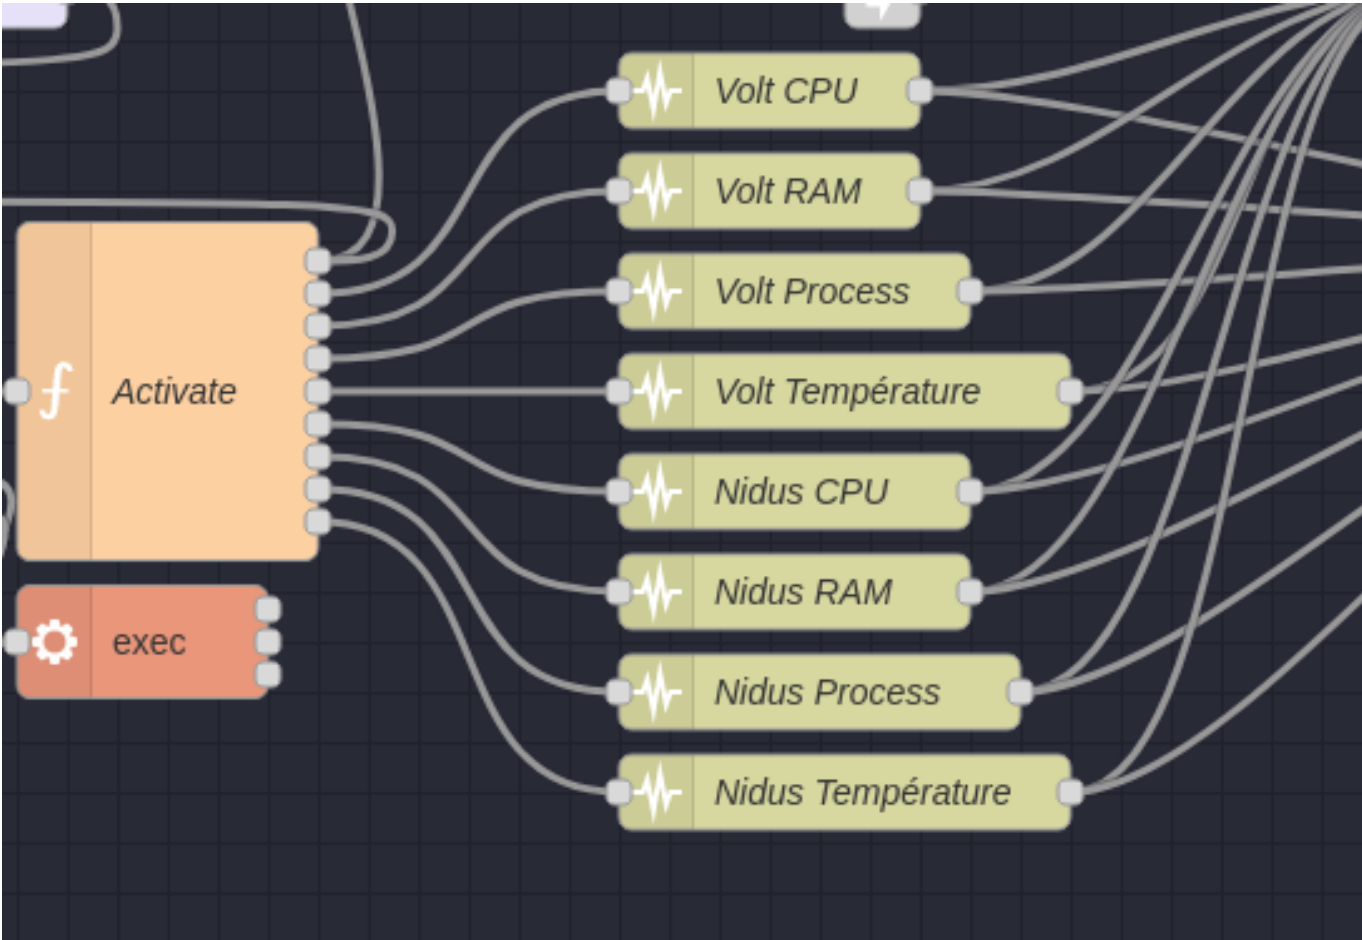 Volt CPU
Volt RAM
Volt Process
Activate
Volt Température
Nidus CPU
Nidus RAM
exec
Nidus Process
Nidus Température